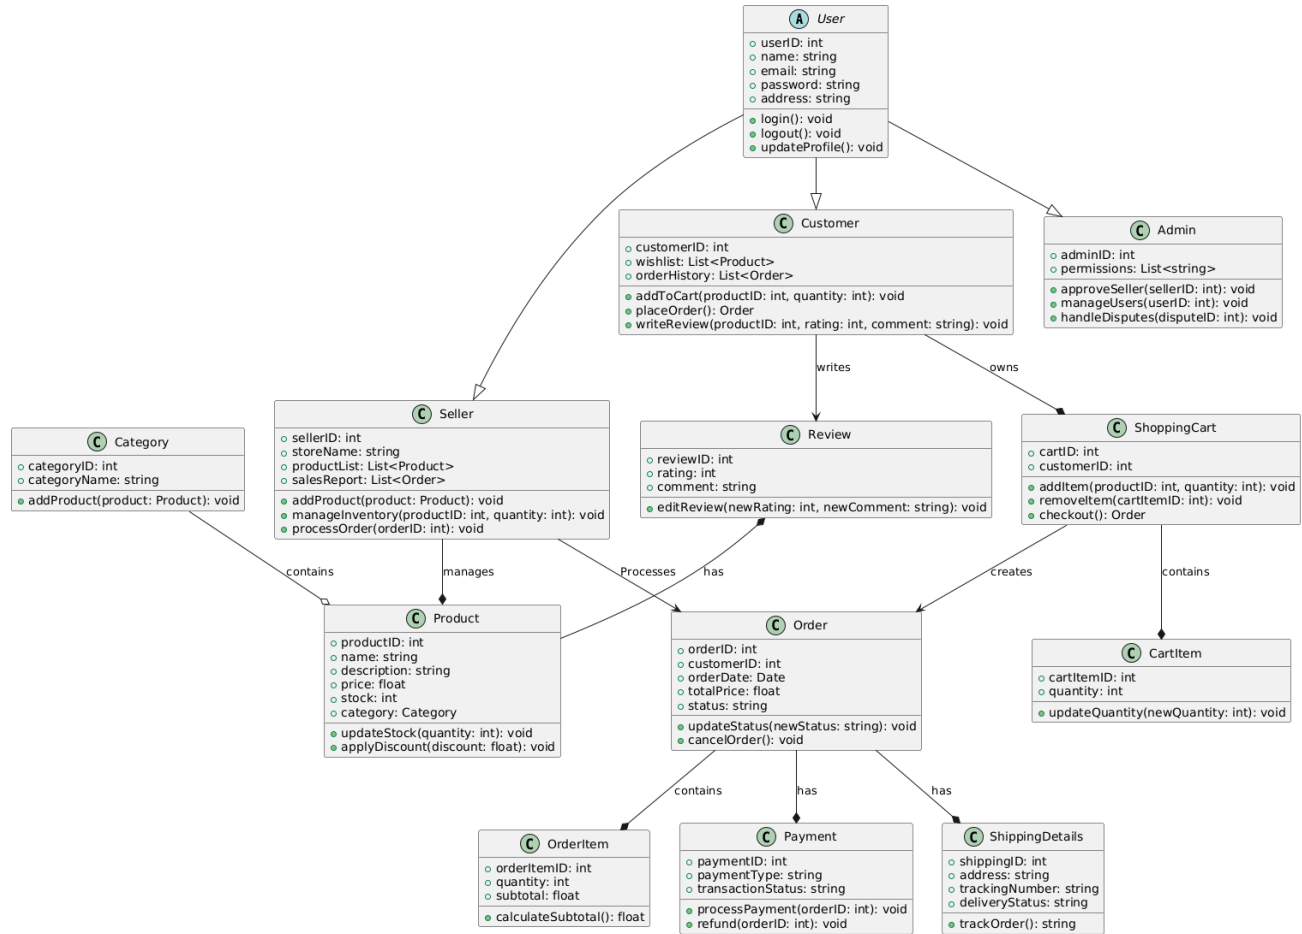 A User
userID: int
name: string
email: string
password: string
address: string
login(): void
logout(): void
updateProfile(): void
C Customer
customerID: int
wishlist: List<Product>
orderHistory: List<Order>
addToCart(productID: int, quantity: int): void
placeOrder(): Order
writeReview(productID: int, rating: int, comment: string): void
C Admin
adminID: int
permissions: List<string>
approveSeller(sellerID: int): void
manageUsers(userID: int): void
handleDisputes(disputeID: int): void
writes
owns
C Category
categoryID: int
categoryName: string
addProduct(product: Product): void
C Seller
sellerID: int
storeName: string
productList: List<Product>
salesReport: List<Order>
addProduct(product: Product): void
manageInventory(productID: int, quantity: int): void
processOrder(orderID: int): void
C Review
reviewID: int
rating: int
comment: string
editReview(newRating: int, newComment: string): void
C ShoppingCart
cartID: int
customerID: int
addItem(productID: int, quantity: int): void
removeItem(cartItemID: int): void
checkout(): Order
contains
manages
Processes
has
creates
contains
C Product
productID: int
name: string
description: string
price: float
stock: int
category: Category
updateStock(quantity: int): void
applyDiscount(discount: float): void
C Order
orderID: int
customerID: int
orderDate: Date
totalPrice: float
status: string
updateStatus(newStatus: string): void
cancelOrder(): void
C CartItem
cartItemID: int
quantity: int
updateQuantity(newQuantity: int): void
contains
has
has
C OrderItem
orderItemID: int
quantity: int
subtotal: float
calculateSubtotal(): float
C Payment
paymentID: int
paymentType: string
transactionStatus: string
processPayment(orderID: int): void
refund(orderID: int): void
C ShippingDetails
shippingID: int
address: string
trackingNumber: string
deliveryStatus: string
trackOrder(): string